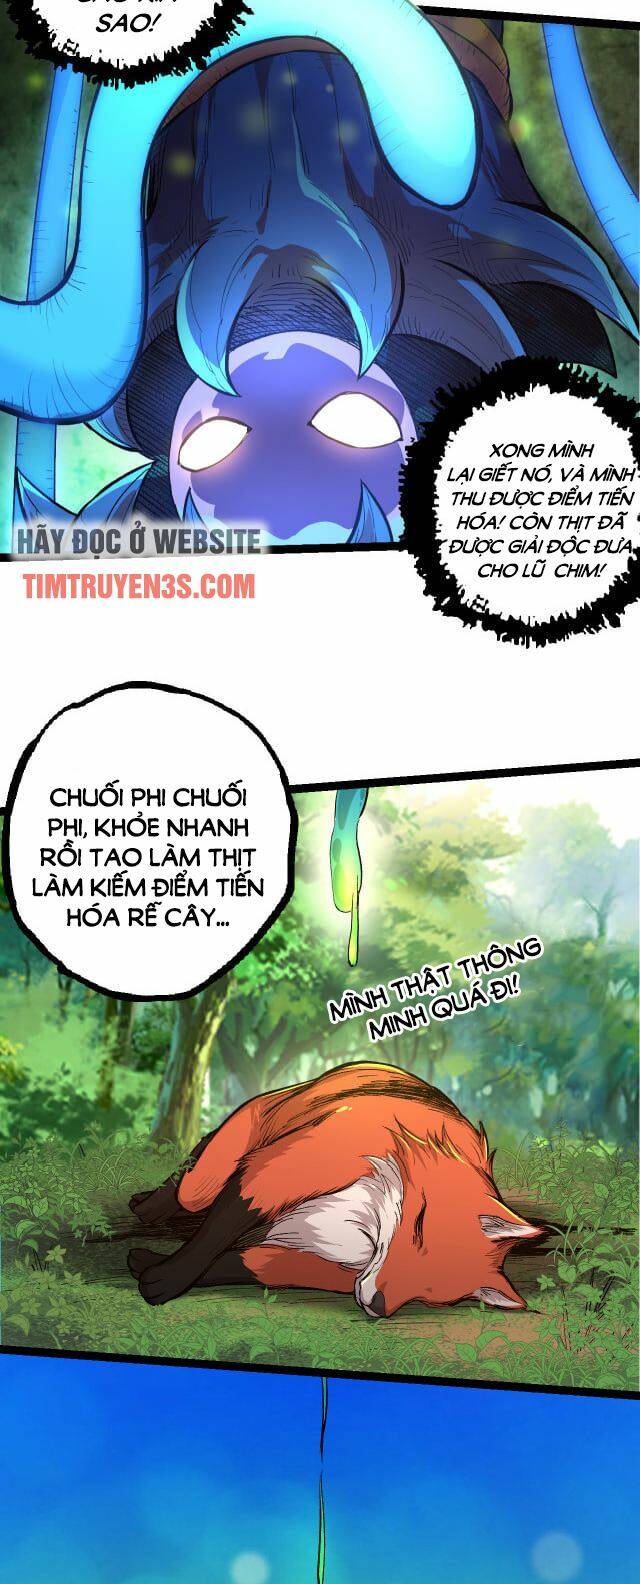 SAO!
XONG MÌNH
LẠI GIẾT NÓ, VÀ MÌNH
THU ĐƯỢC ĐIỂM TIẾN
HÓA! CÒN THỊT ĐÃ
ĐƯỢC GIẢI ĐỘC ĐƯA
CHO LŨ CHIM!
HÃY ĐỌC Ở WEBSITE
TIMTRUYEN3S.COM
CHUỐI PHI CHUỐI
PHI, KHỎE NHANH
RỒI TAO LÀM THỊT
LÀM KIẾM ĐIỂM TIẾN
HÓA RỄ CÂY...
MÌNH THẬT THÔNG
MINH QUÁ ĐI!